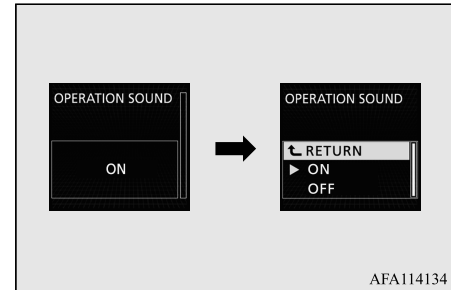 OPERATION SOUND
ON
OPERATION SOUND
RETURN
ON
OFF
AFA114134